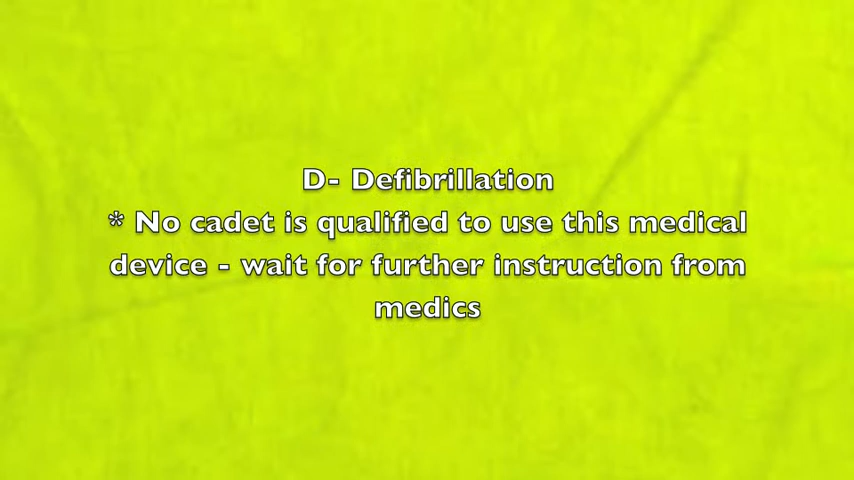 D- Defibrillation
* No cadet is qualified to use this medical
device - wait for further instruction from
medics